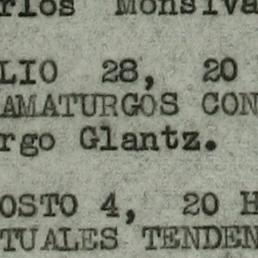 rlos Monsiva
LIO 28, 20
AMATURGOS CON
rgo Glantz.
OSTO 4, 20 H
TUALES TENDEN